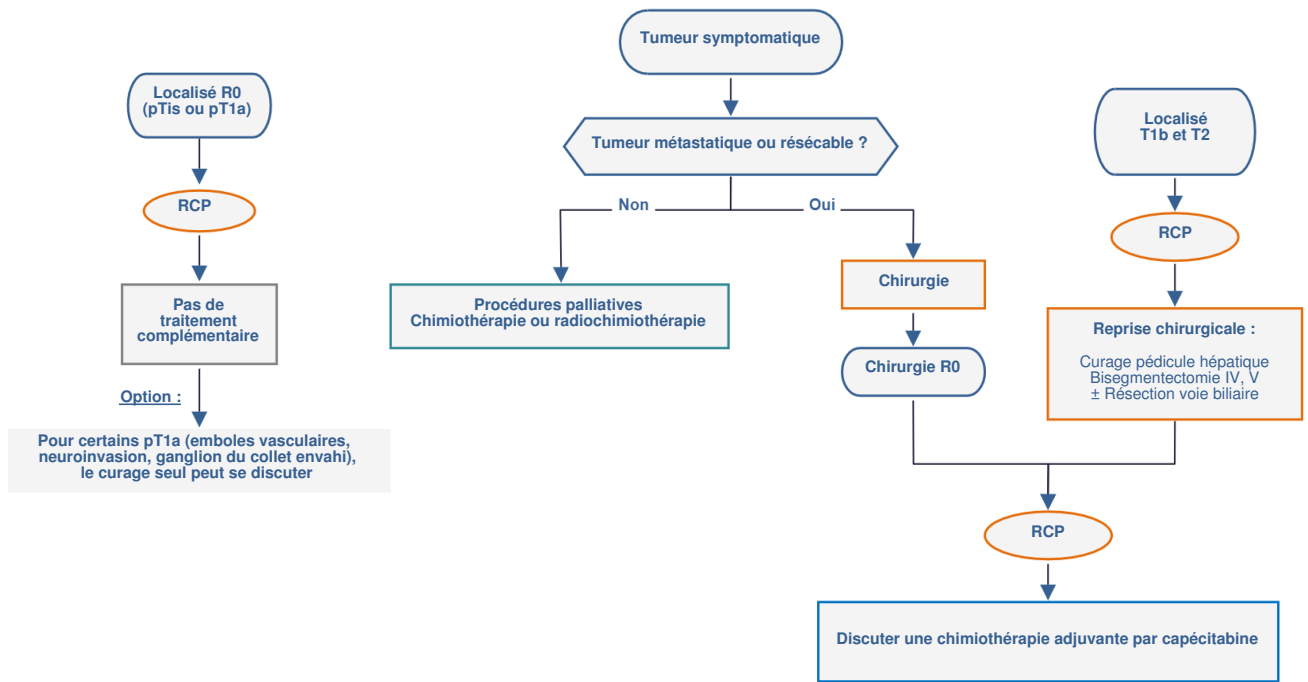 Localisé R0
(pTis ou pT1a)
RCP
Pas de
traitement
complémentaire
Option :
Pour certains pT1a (emboles vasculaires,
neuroinvasion, ganglion du collet envahi),
le curage seul peut se discuter
Tumeur symptomatique
Tumeur métastatique ou résécable ?
Non
Oui
Procédures palliatives
Chimiothérapie ou radiochimiothérapie
Chirurgie
Chirurgie R0
Localisé
T1b et T2
RCP
Reprise chirurgicale :
Curage pédicule hépatique
Bisegmentectomie IV, V
± Résection voie biliaire
RCP
Discuter une chimiothérapie adjuvante par capécitabine